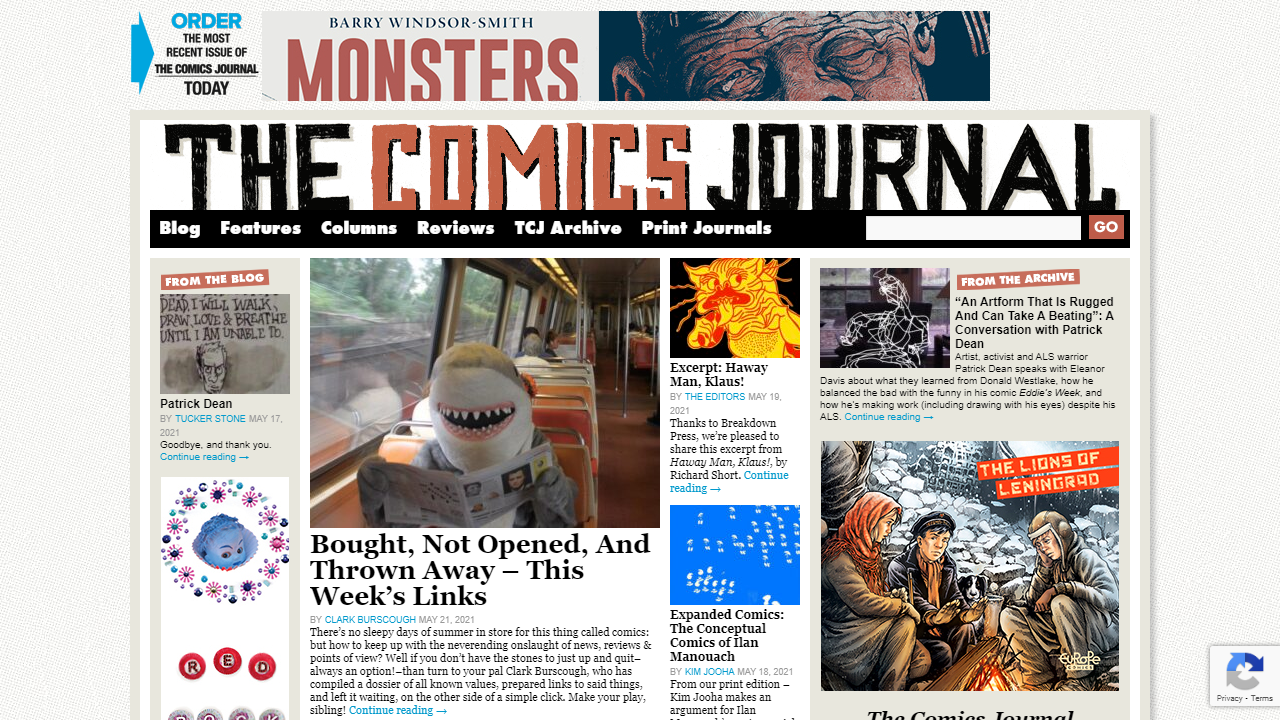 ORDER
THE MOST
RECENT ISSUE OF
THE COMICS JOURNAL
TODAY
BARRY WINDSOR-SMITH
MONSTERS
THE COMICS JOURNAL
Blog Features Columns Reviews TCJ Archive Print Journals GO
FROM THE BLOG
DEAD, I WILL WALK,
DRAW, LOVE & BREATHE
UNTIL I AM UNABLE TO.
Patrick Dean
BY TUCKER STONE MAY 17,
2021
Goodbye, and thank you.
Continue reading →
RED
ROCK
Bought, Not Opened, And
Thrown Away – This
Week's Links
BY CLARK BURSCOUGH MAY 21, 2021
There's no sleepy days of summer in store for this thing called comics:
but how to keep up with the neverending onslaught of news, reviews &
points of view? Well if you don't have the stones to just up and quit–
always an option!–than turn to your pal Clark Burscough, who has
compiled a dossier of all known values, prepared links to said things,
and left it waiting, on the other side of a simple click. Make your play,
sibling! Continue reading →
Excerpt: Haway
Man, Klaus!
BY THE EDITORS MAY 19,
2021
Thanks to Breakdown
Press, we're pleased to
share this excerpt from
Haway Man, Klaus!, by
Richard Short. Continue
reading →
Expanded Comics:
The Conceptual
Comics of Ilan
Manouach
BY KIM JOOHA MAY 18, 2021
From our print edition –
Kim Jooha makes an
argument for Ilan
FROM THE ARCHIVE
“An Artform That Is Rugged
And Can Take A Beating”: A
Conversation with Patrick
Dean
Artist, activist and ALS warrior
Patrick Dean speaks with Eleanor
Davis about what they learned from Donald Westlake, how he
balanced the bad with the funny in his comic Eddie's Week, and
how he's making work (including drawing with his eyes) despite his
ALS. Continue reading →
THE LIONS OF
LENINGRAD
EUROPE
COMICS
The Comics Journal
Privacy - Terms